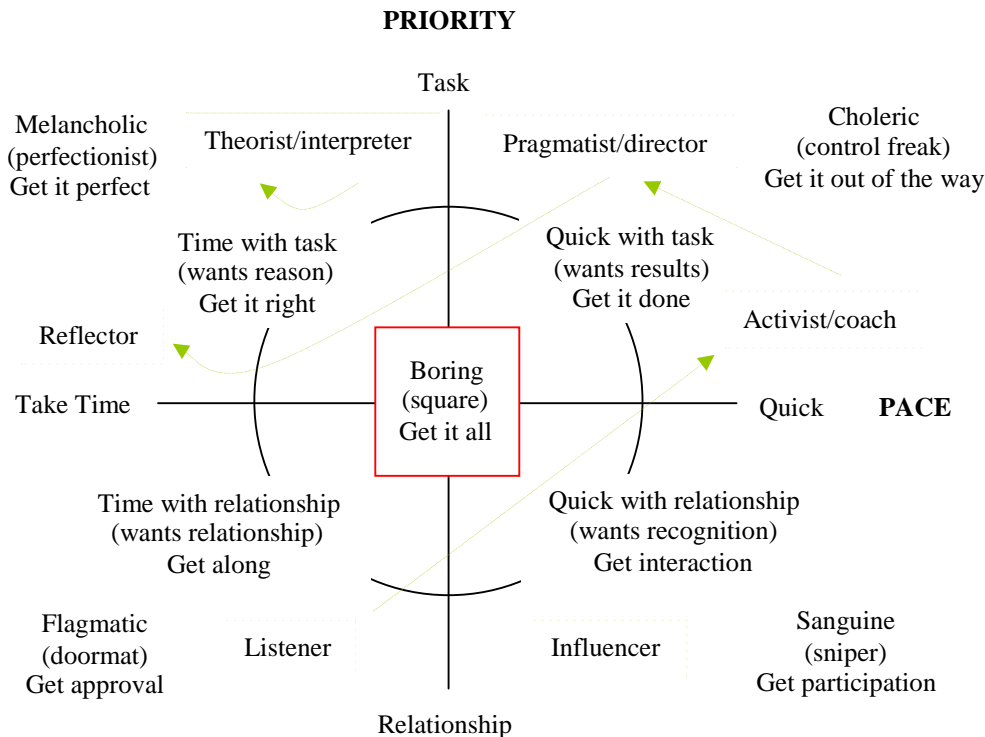 PRIORITY
Task
Melancholic
(perfectionist)
Get it perfect
Theorist/interpreter
Pragmatist/director
Choleric
(control freak)
Get it out of the way
Time with task
(wants reason)
Get it right
Quick with task
(wants results)
Get it done
Reflector
Activist/coach
Boring
(square)
Get it all
Take Time
Quick
PACE
Time with relationship
(wants relationship)
Get along
Quick with relationship
(wants recognition)
Get interaction
Flagmatic
(doormat)
Get approval
Listener
Influencer
Sanguine
(sniper)
Get participation
Relationship